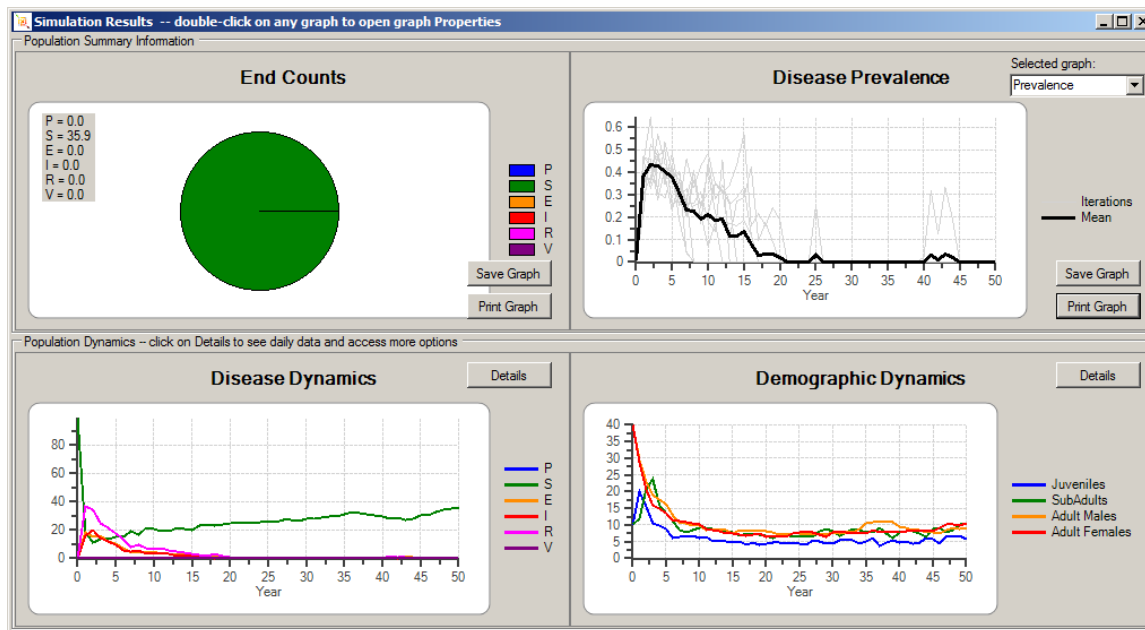 Simulation Results -- double-click on any graph to open graph Properties
Population Summary Information
End Counts
P = 0.0
S = 35.9
E = 0.0
I = 0.0
R = 0.0
V = 0.0
P
S
E
I
R
V
Save Graph
Print Graph
Disease Prevalence
Selected graph:
Prevalence
0.6
0.5
0.4
0.3
0.2
0.1
0
0 5 10 15 20 25 30 35 40 45 50
Year
Iterations
Mean
Save Graph
Print Graph
Population Dynamics -- click on Details to see daily data and access more options
Disease Dynamics
Details
80
60
40
20
0
0 5 10 15 20 25 30 35 40 45 50
Year
P
S
E
I
R
V
Demographic Dynamics
Details
40
35
30
25
20
15
10
5
0
0 5 10 15 20 25 30 35 40 45 50
Year
Juveniles
SubAdults
Adult Males
Adult Females